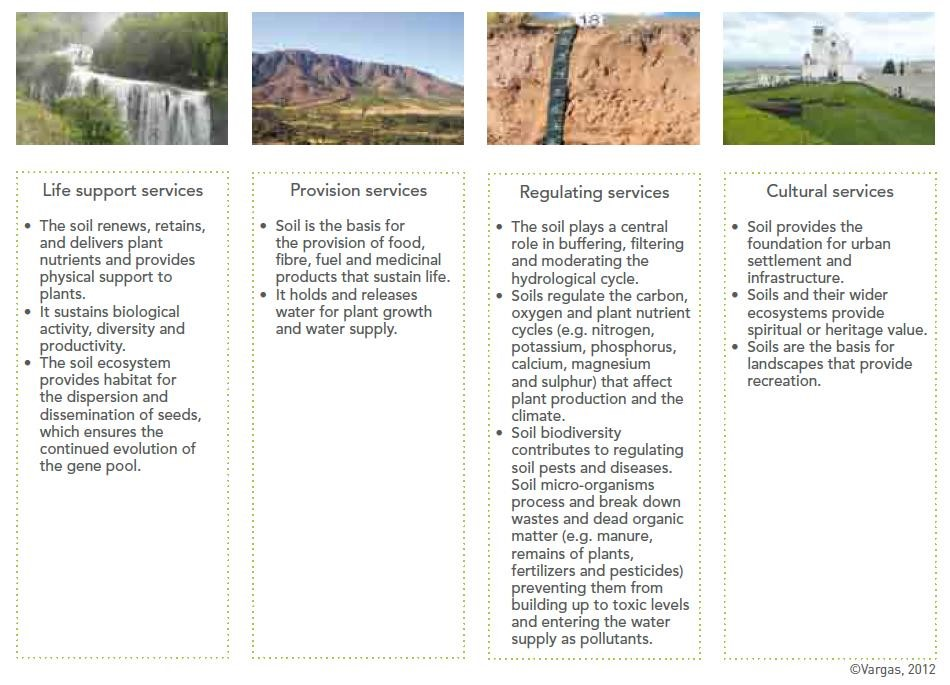 18
Life support services
• The soil renews, retains,
and delivers plant
nutrients and provides
physical support to
plants.
• It sustains biological
activity, diversity and
productivity.
• The soil ecosystem
provides habitat for
the dispersion and
dissemination of seeds,
which ensures the
continued evolution of
the gene pool.
Provision services
• Soil is the basis for
the provision of food,
fibre, fuel and medicinal
products that sustain life.
• It holds and releases
water for plant growth
and water supply.
Regulating services
• The soil plays a central
role in buffering, filtering
and moderating the
hydrological cycle.
• Soils regulate the carbon,
oxygen and plant nutrient
cycles (e.g. nitrogen,
potassium, phosphorus,
calcium, magnesium
and sulphur) that affect
plant production and the
climate.
• Soil biodiversity
contributes to regulating
soil pests and diseases.
Soil micro-organisms
process and break down
wastes and dead organic
matter (e.g. manure,
remains of plants,
fertilizers and pesticides)
preventing them from
building up to toxic levels
and entering the water
supply as pollutants.
Cultural services
• Soil provides the
foundation for urban
settlement and
infrastructure.
• Soils and their wider
ecosystems provide
spiritual or heritage value.
• Soils are the basis for
landscapes that provide
recreation.
©Vargas, 2012